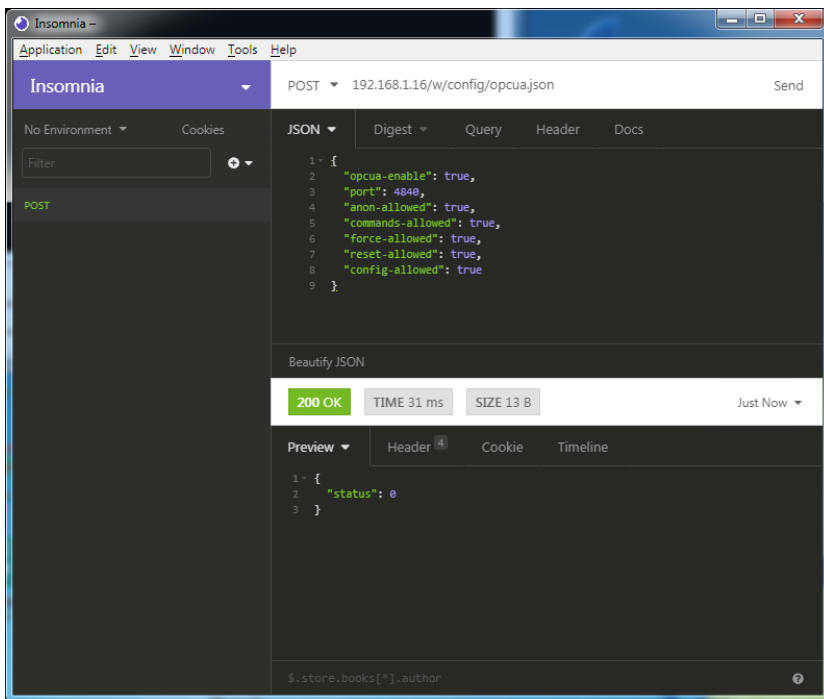 Insomnia –
Application Edit View Window Tools Help
Insomnia
POST 192.168.1.16/w/config/opcua.json Send
No Environment Cookies
Filter
POST
JSON Digest Query Header Docs
1 {
2 "opcua-enable": true,
3 "port": 4840,
4 "anon-allowed": true,
5 "commands-allowed": true,
6 "force-allowed": true,
7 "reset-allowed": true,
8 "config-allowed": true
9 }
Beautify JSON
200 OK TIME 31 ms SIZE 13 B Just Now
Preview Header 4 Cookie Timeline
1 {
2 "status": 0
3 }
$.store.books[*].author